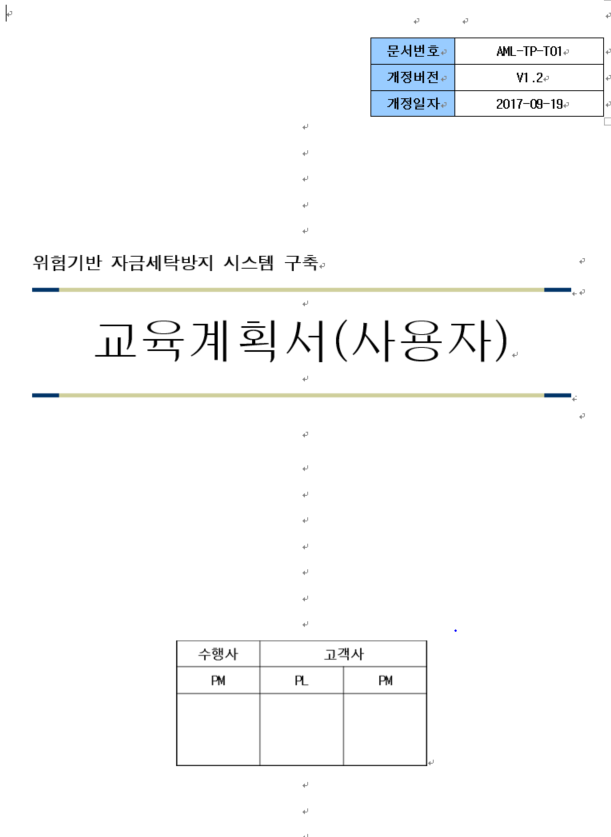 문서번호 AML-TP-T01
개정버전 V1.2
개정일자 2017-09-19
위험기반 자금세탁방지 시스템 구축
교육계획서(사용자)
수행사 고객사
PM PL PM